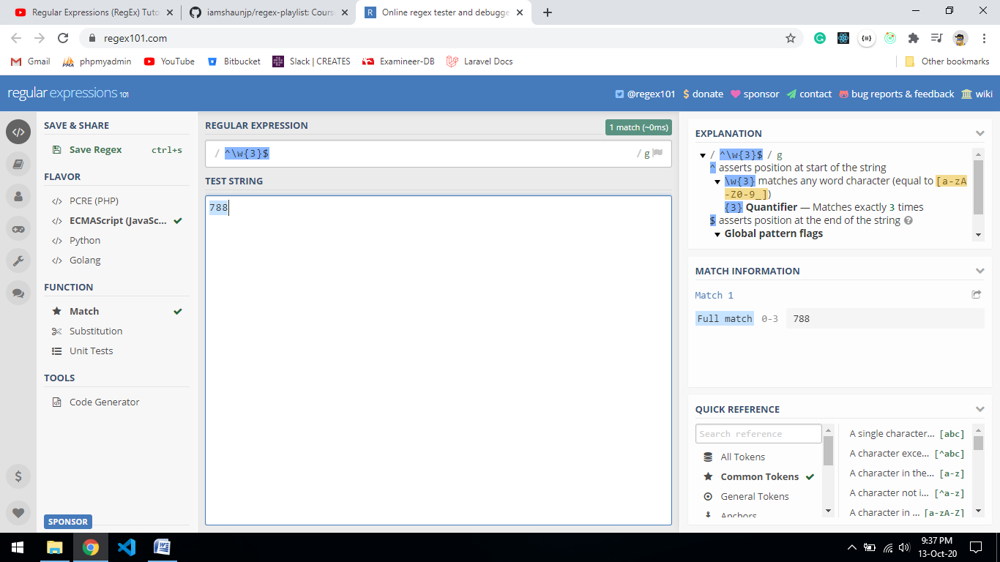 Regular Expressions (RegEx) Tuto
iamshaunjp/regex-playlist: Cours
Online regex tester and debugge
regex101.com
Gmail
phpmyadmin
YouTube
Bitbucket
Slack | CREATES
Examineer-DB
Laravel Docs
Other bookmarks
regular expressions 101
@regex101
$ donate
sponsor
contact
bug reports & feedback
wiki
SAVE & SHARE
Save Regex ctrl+s
FLAVOR
</> PCRE (PHP)
</> ECMAScript (JavaSc...
</> Python
</> Golang
FUNCTION
Match
Substitution
Unit Tests
TOOLS
Code Generator
SPONSOR
REGULAR EXPRESSION
1 match (~0ms)
/ ^\w{3}$ / g
TEST STRING
788
EXPLANATION
/ ^\w{3}$ / g
^ asserts position at start of the string
\w{3} matches any word character (equal to [a-zA
-Z0-9_])
{3} Quantifier — Matches exactly 3 times
$ asserts position at the end of the string
Global pattern flags
MATCH INFORMATION
Match 1
Full match 0-3 788
QUICK REFERENCE
Search reference
All Tokens
Common Tokens
General Tokens
Anchors
A single character... [abc]
A character exce... [^abc]
A character in the... [a-z]
A character not i... [^a-z]
A character in ... [a-zA-Z]
9:37 PM
13-Oct-20